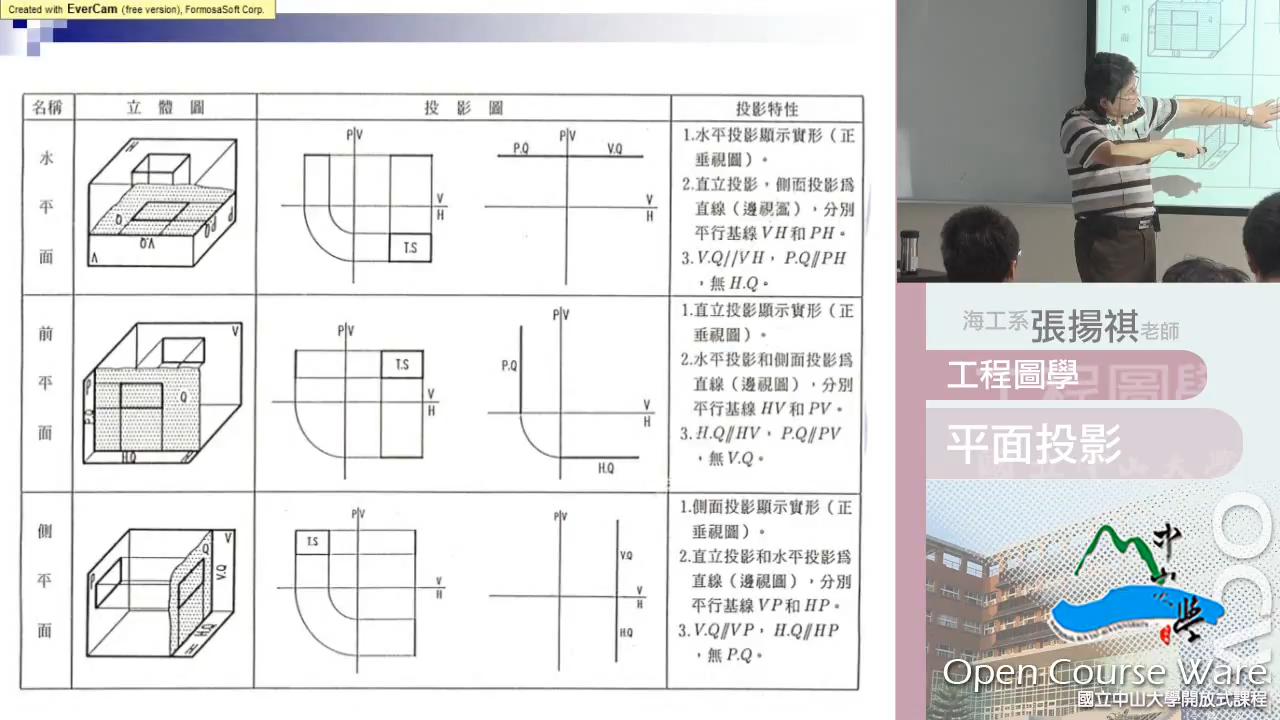 Created with EverCam (free version), FormosaSoft Corp.
名稱 立體圖 投影圖 投影特性
水平面
H
Q
V.Q
P.Q
P
V
P|V
V
H
T.S
P|V
P.Q
V.Q
V
H
1.水平投影顯示實形（正
垂視圖）。
2.直立投影，側面投影爲
直線（邊視圖），分別
平行基線VH和PH。
3.V.Q//VH，P.Q//PH
，無H.Q。
前平面
V
P
Q
P.Q
H.Q
H
P|V
T.S
V
H
P|V
P.Q
V
H
H.Q
1.直立投影顯示實形（正
垂視圖）。
2.水平投影和側面投影爲
直線（邊視圖），分別
平行基線HV和PV。
3.H.Q//HV，P.Q//PV
，無V.Q。
側平面
V
Q
V.Q
P
H.Q
H
P|V
T.S
V
H
P|V
V.Q
V
H
H.Q
1.側面投影顯示實形（正
垂視圖）。
2.直立投影和水平投影爲
直線（邊視圖），分別
平行基線VP和HP。
3.V.Q//VP，H.Q//HP
，無P.Q。
海工系張揚祺老師
工程圖學
平面投影
中山大學
Open Course Ware
國立中山大學開放式課程